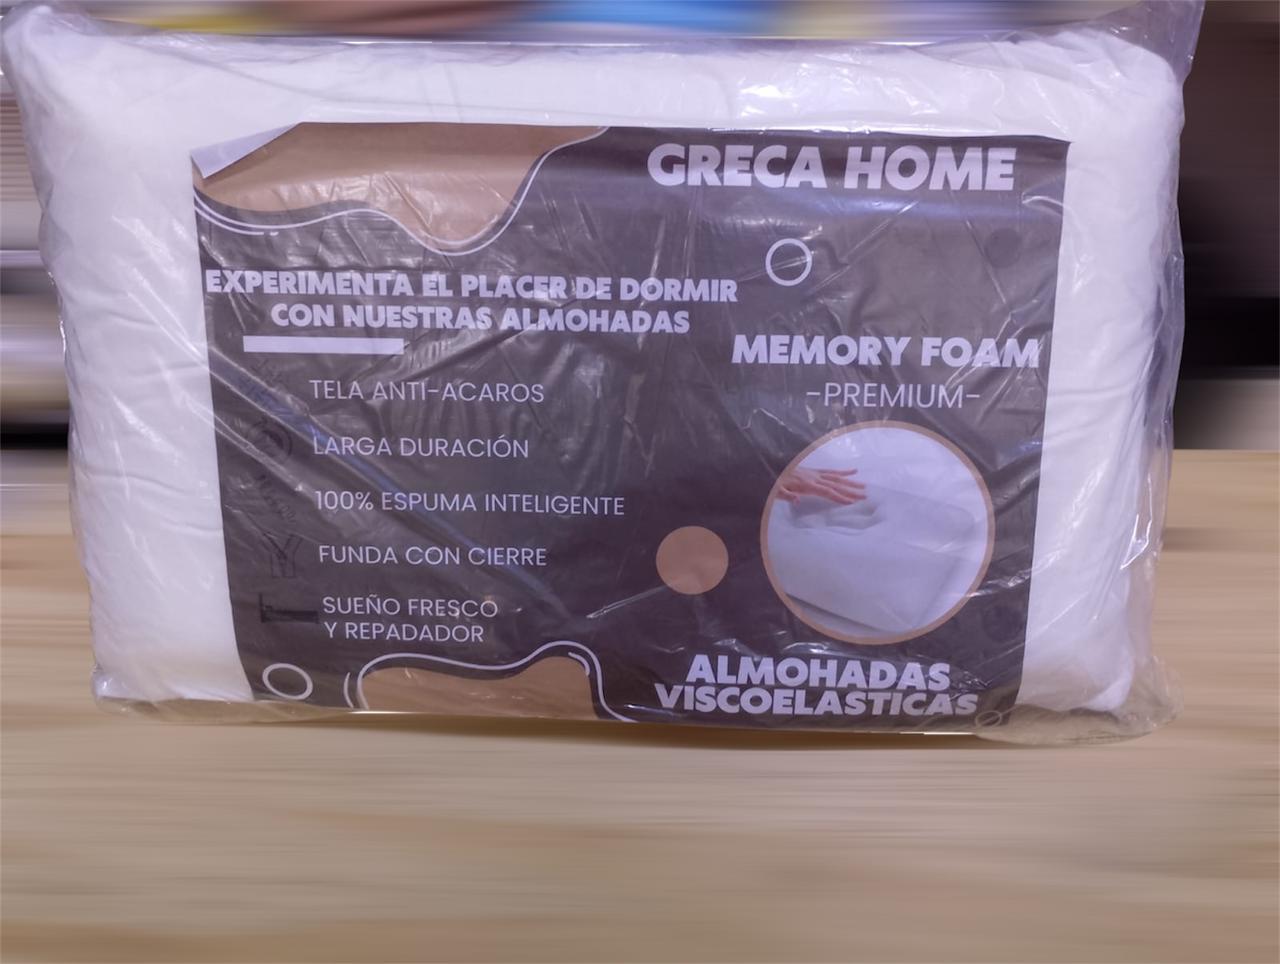 GRECA HOME
EXPERIMENTA EL PLACER DE DORMIR
CON NUESTRAS ALMOHADAS
TELA ANTI-ACAROS
LARGA DURACIÓN
100% ESPUMA INTELIGENTE
FUNDA CON CIERRE
SUEÑO FRESCO
Y REPADADOR
MEMORY FOAM
-PREMIUM-
ALMOHADAS
VISCOELASTICAS